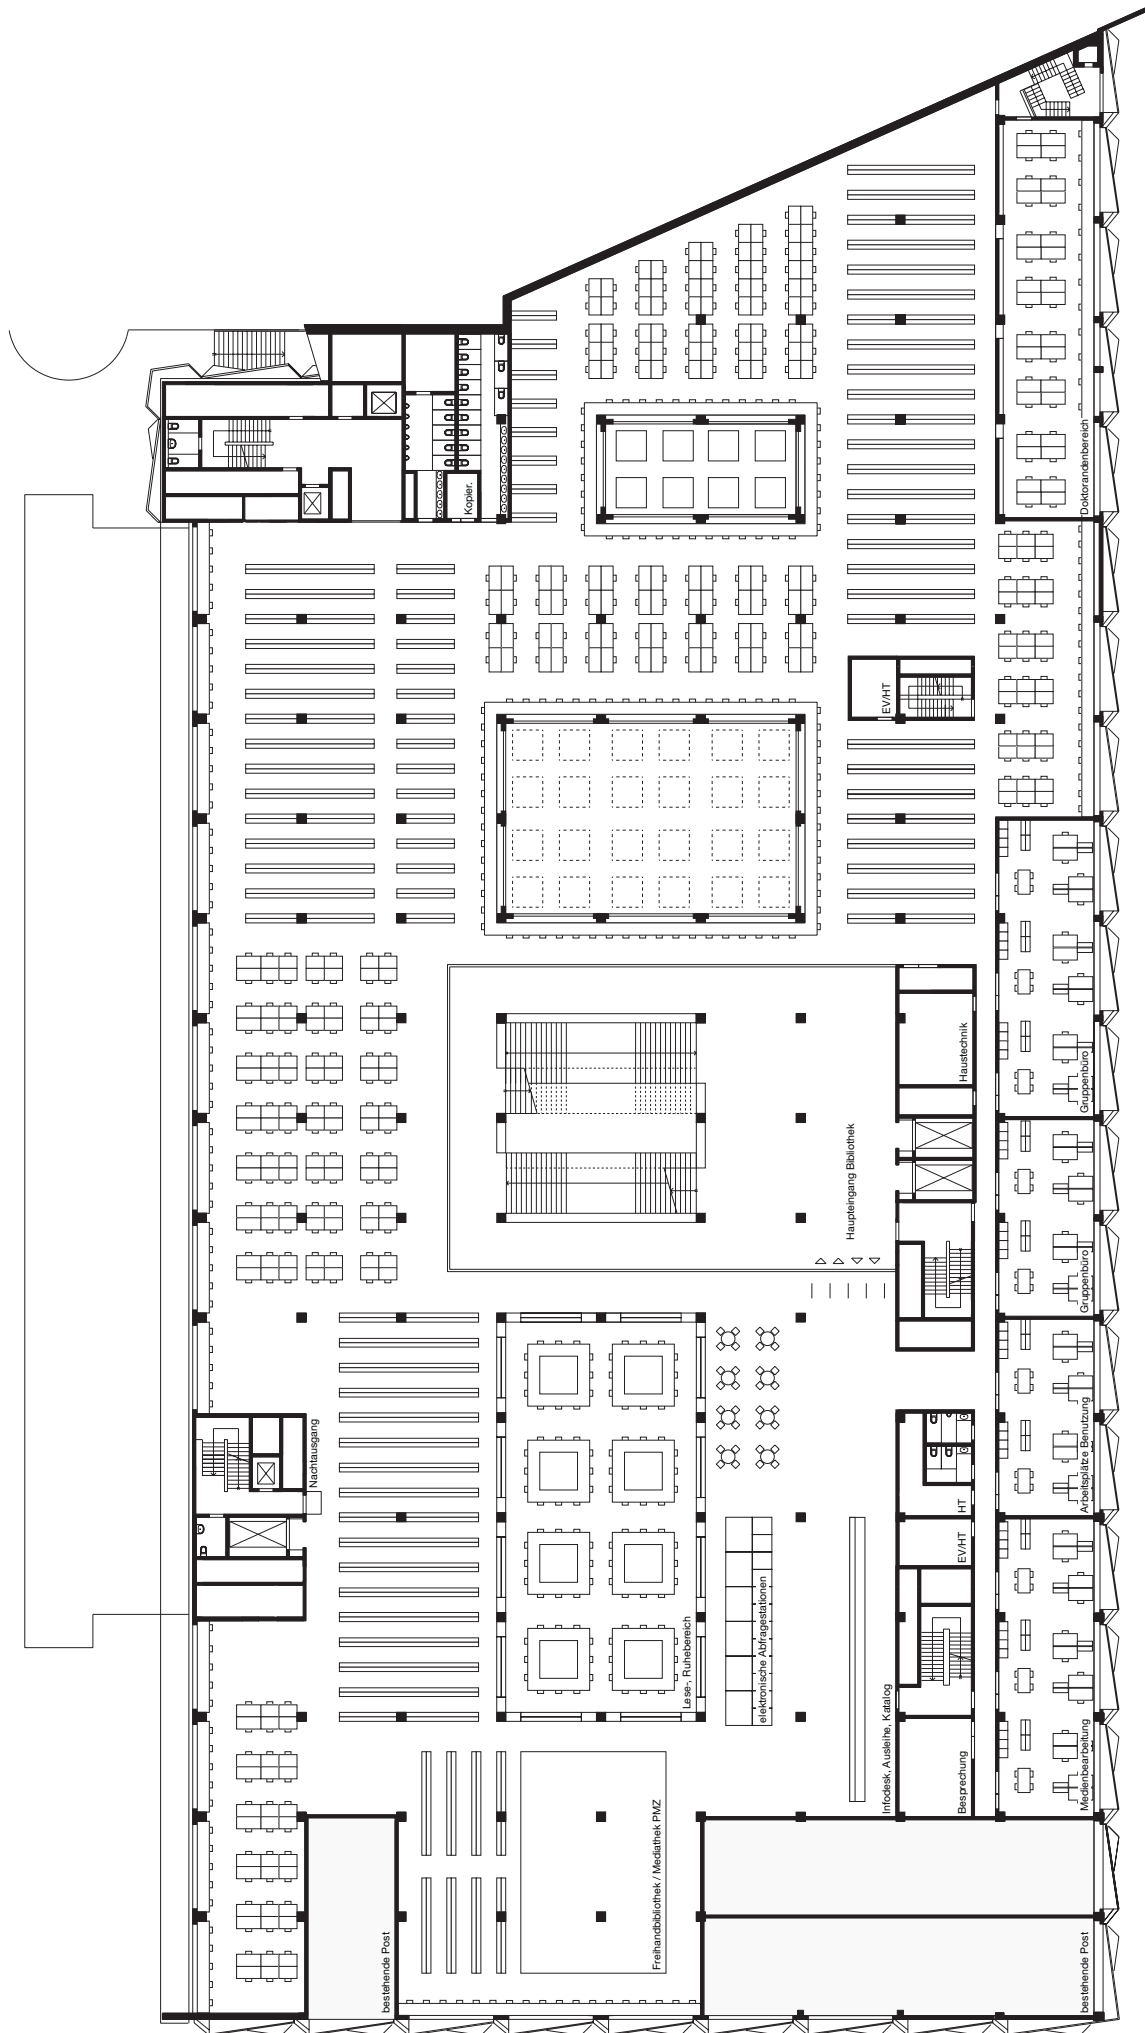 Kopier.
Doktorandenbereich
EV/HT
Haustechnik
Gruppenbüro
Haupteingang Bibliothek
Gruppenbüro
Nachtausgang
Arbeitsplätze Benutzung
HT
EV/HT
Lese-, Ruhebereich
elektronische Abfragestationen
Infodesk, Ausleihe, Katalog
Besprechung
Medienbearbeitung
Freihandbibliothek / Mediathek PMZ
bestehende Post
bestehende Post